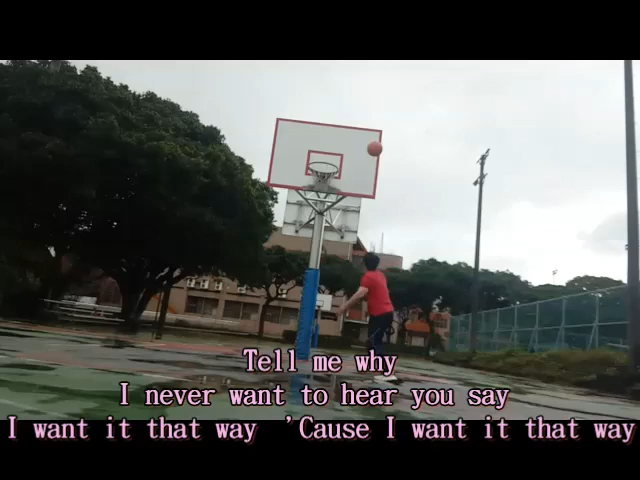 Tell me why
I never want to hear you say
I want it that way 'Cause I want it that way